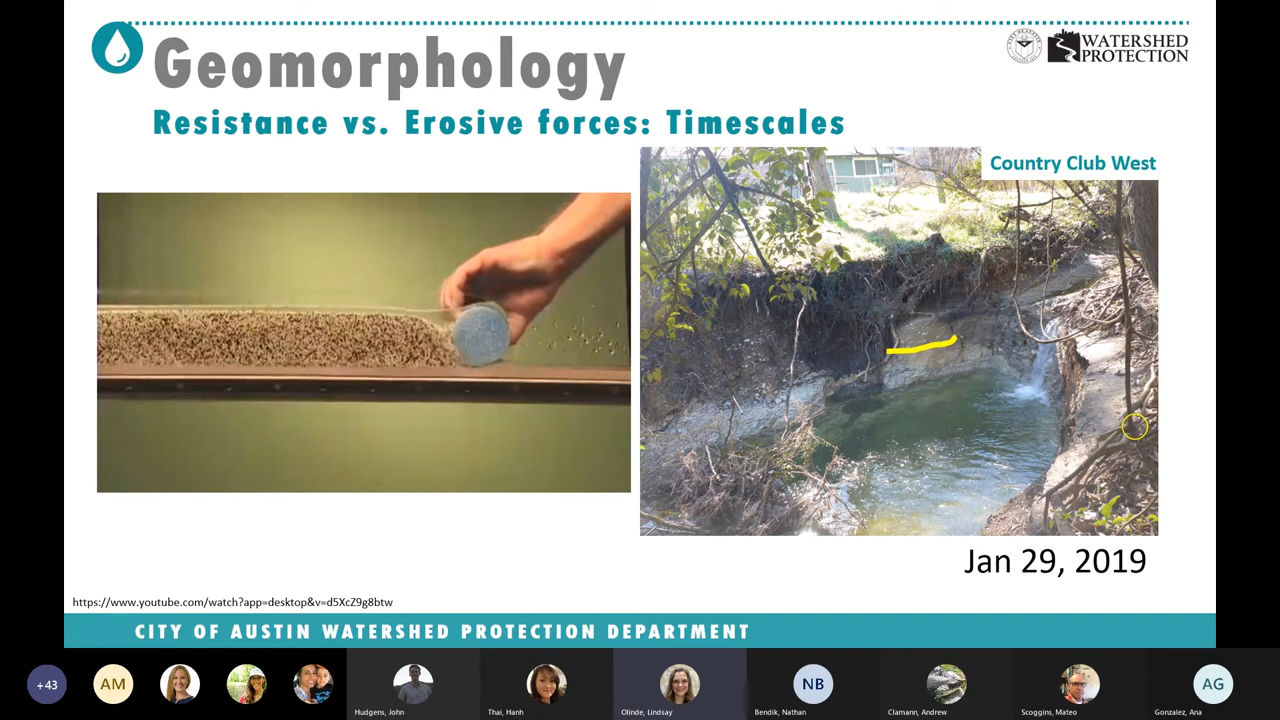 Geomorphology
WATERSHED
PROTECTION
Resistance vs. Erosive forces: Timescales
Country Club West
Jan 29, 2019
https://www.youtube.com/watch?app=desktop&v=d5XcZ9g8btw
CITY OF AUSTIN WATERSHED PROTECTION DEPARTMENT
+43
AM
NB
AG
Hudgens, John
Thai, Hanh
Olinde, Lindsay
Bendik, Nathan
Clamann, Andrew
Scoggins, Mateo
Gonzalez, Ana